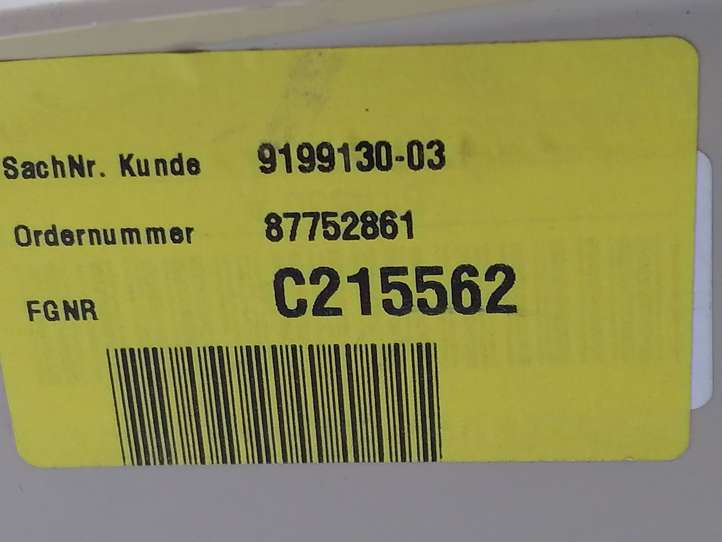 SachNr. Kunde 9199130-03
Ordernummer 87752861
FGNR C215562